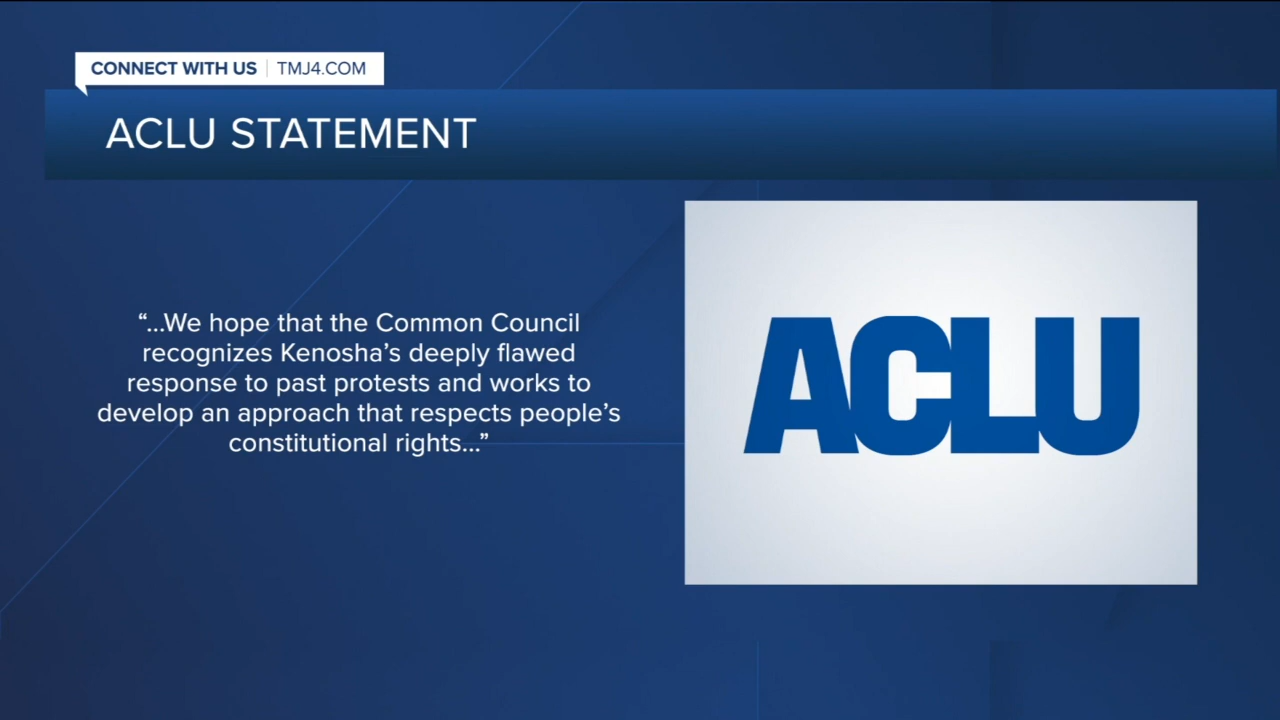 CONNECT WITH US | TMJ4.COM
ACLU STATEMENT
“...We hope that the Common Council
recognizes Kenosha’s deeply flawed
response to past protests and works to
develop an approach that respects people’s
constitutional rights...”
ACLU